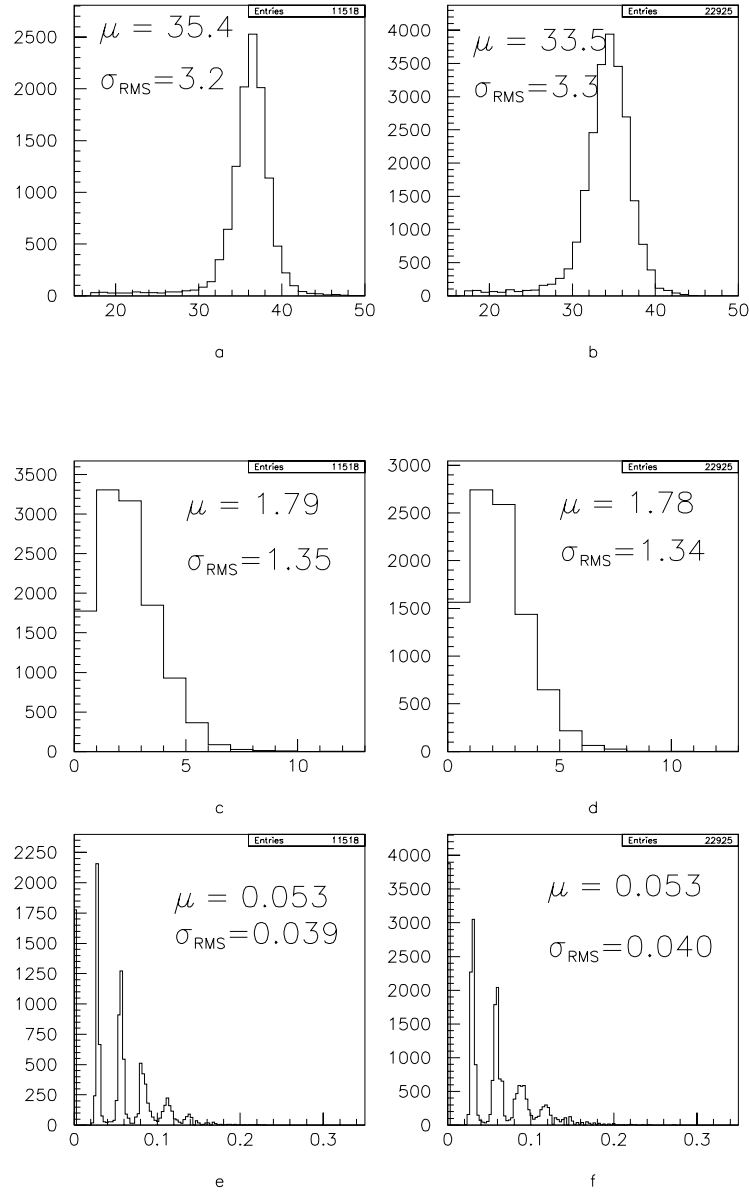 Entries 11518
μ = 35.4
σRMS=3.2
2500
2000
1500
1000
500
0
20 30 40 50
a
Entries 22925
μ = 33.5
σRMS=3.3
4000
3500
3000
2500
2000
1500
1000
500
0
20 30 40 50
b
Entries 11518
μ = 1.79
σRMS=1.35
3500
3000
2500
2000
1500
1000
500
0
0 5 10
c
Entries 22925
μ = 1.78
σRMS=1.34
3000
2500
2000
1500
1000
500
0
0 5 10
d
Entries 11518
μ = 0.053
σRMS=0.039
2250
2000
1750
1500
1250
1000
750
500
250
0
0 0.1 0.2 0.3
e
Entries 22925
μ = 0.053
σRMS=0.040
4000
3500
3000
2500
2000
1500
1000
500
0
0 0.1 0.2 0.3
f